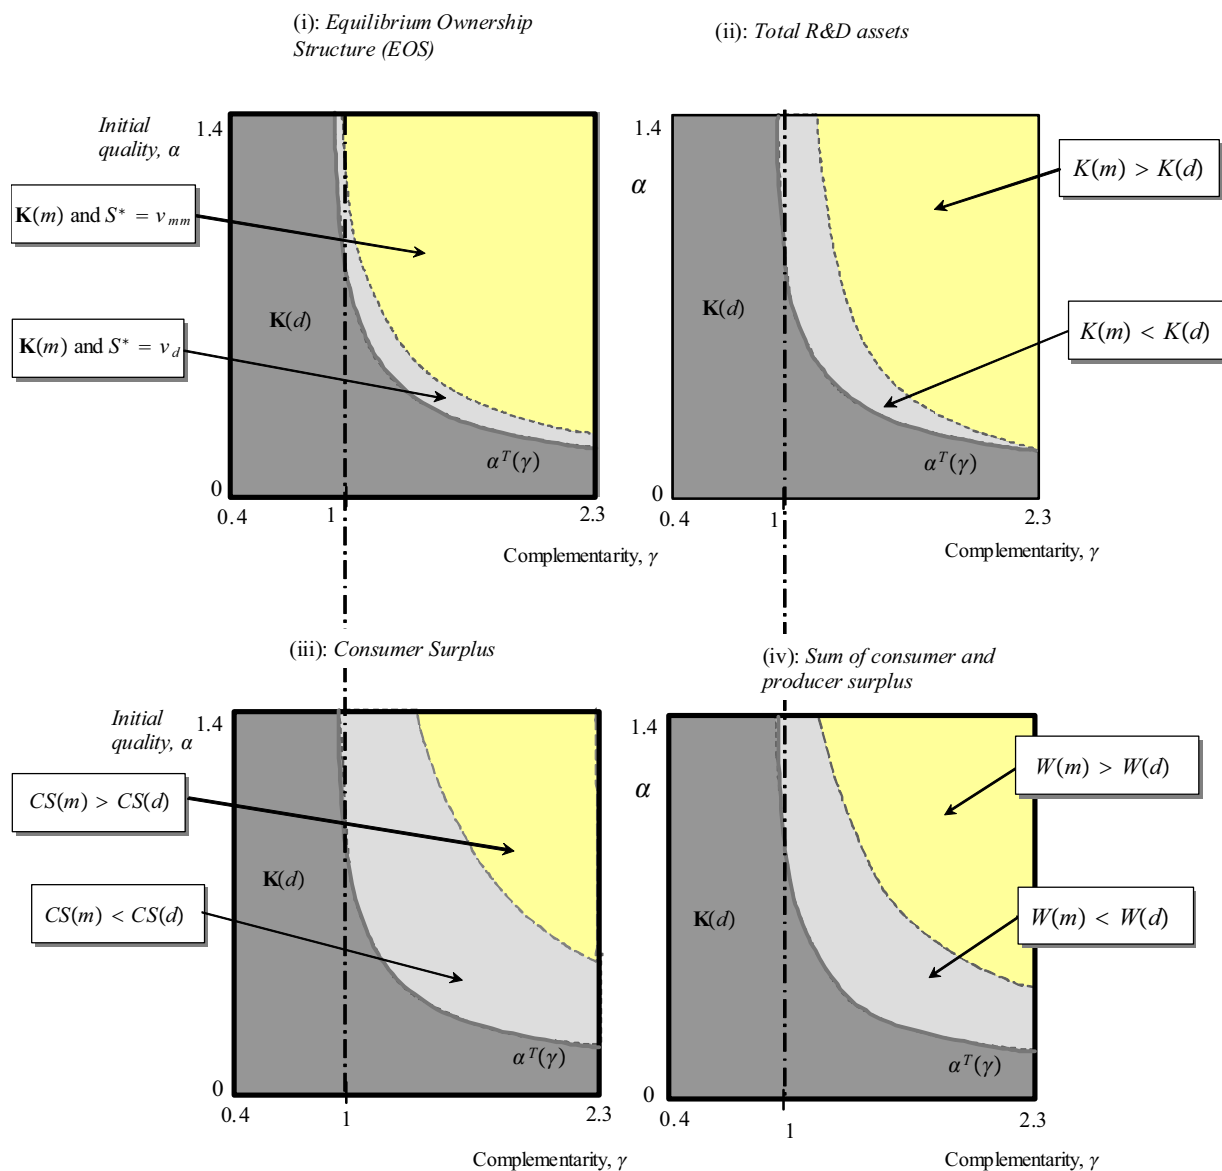 (i): Equilibrium Ownership
Structure (EOS)
(ii): Total R&D assets
Initial
quality, α
1.4
K(m) and S* = v_mm
K(d)
K(m) and S* = v_d
α^T(γ)
0
0.4
1
2.3
Complementarity, γ
1.4
α
K(m) > K(d)
K(d)
K(m) < K(d)
α^T(γ)
0
0.4
1
2.3
Complementarity, γ
(iii): Consumer Surplus
(iv): Sum of consumer and
producer surplus
Initial
quality, α
1.4
CS(m) > CS(d)
K(d)
CS(m) < CS(d)
α^T(γ)
0
0.4
1
2.3
Complementarity, γ
1.4
α
W(m) > W(d)
K(d)
W(m) < W(d)
α^T(γ)
0
0.4
1
2.3
Complementarity, γ